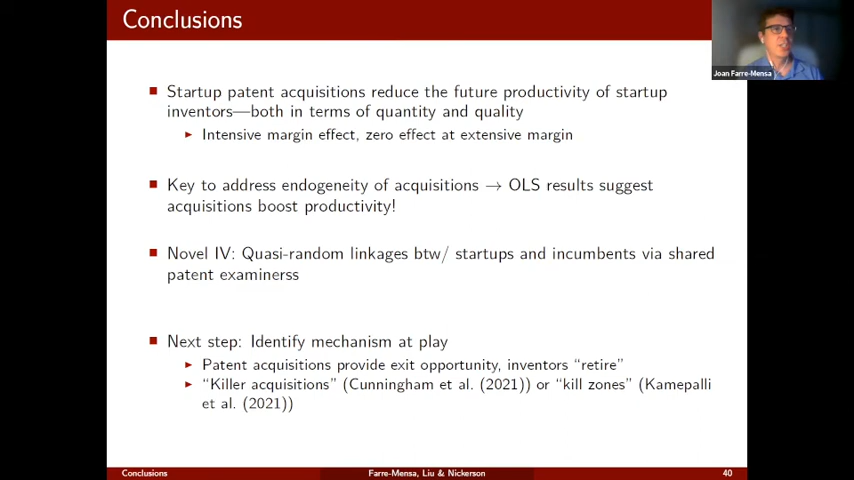 Conclusions
Joan Farre-Mensa
Startup patent acquisitions reduce the future productivity of startup
inventors—both in terms of quantity and quality
Intensive margin effect, zero effect at extensive margin
Key to address endogeneity of acquisitions → OLS results suggest
acquisitions boost productivity!
Novel IV: Quasi-random linkages btw/ startups and incumbents via shared
patent examinerss
Next step: Identify mechanism at play
Patent acquisitions provide exit opportunity, inventors “retire”
“Killer acquisitions” (Cunningham et al. (2021)) or “kill zones” (Kamepalli
et al. (2021))
Conclusions
Farre-Mensa, Liu & Nickerson
40